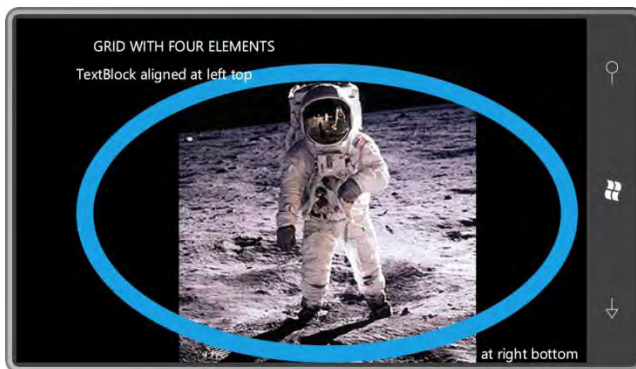 GRID WITH FOUR ELEMENTS
TextBlock aligned at left top
at right bottom